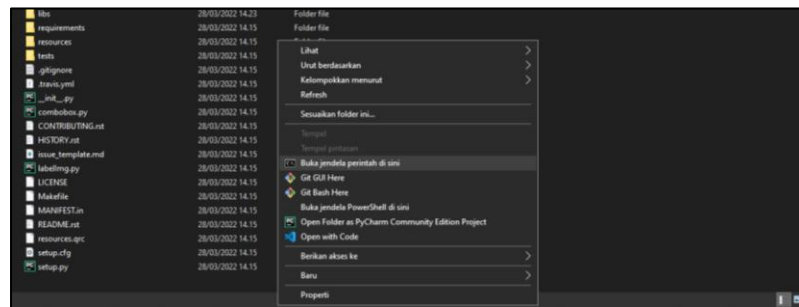 libs 28/03/2022 14.23 Folder file
requirements 28/03/2022 14.15 Folder file
resources 28/03/2022 14.15
tests 28/03/2022 14.15
.gitignore 28/03/2022 14.15
.travis.yml 28/03/2022 14.15
__init__.py 28/03/2022 14.15
combobox.py 28/03/2022 14.15
CONTRIBUTING.rst 28/03/2022 14.15
HISTORY.rst 28/03/2022 14.15
issue_template.md 28/03/2022 14.15
labelImg.py 28/03/2022 14.15
LICENSE 28/03/2022 14.15
Makefile 28/03/2022 14.15
MANIFEST.in 28/03/2022 14.15
README.rst 28/03/2022 14.15
resources.qrc 28/03/2022 14.15
setup.cfg 28/03/2022 14.15
setup.py 28/03/2022 14.15
Lihat
Urut berdasarkan
Kelompokkan menurut
Refresh
Sesuaikan folder ini...
Tempel
Tempel pintasan
Buka jendela perintah di sini
Git GUI Here
Git Bash Here
Buka jendela PowerShell di sini
Open Folder as PyCharm Community Edition Project
Open with Code
Berikan akses ke
Baru
Properti